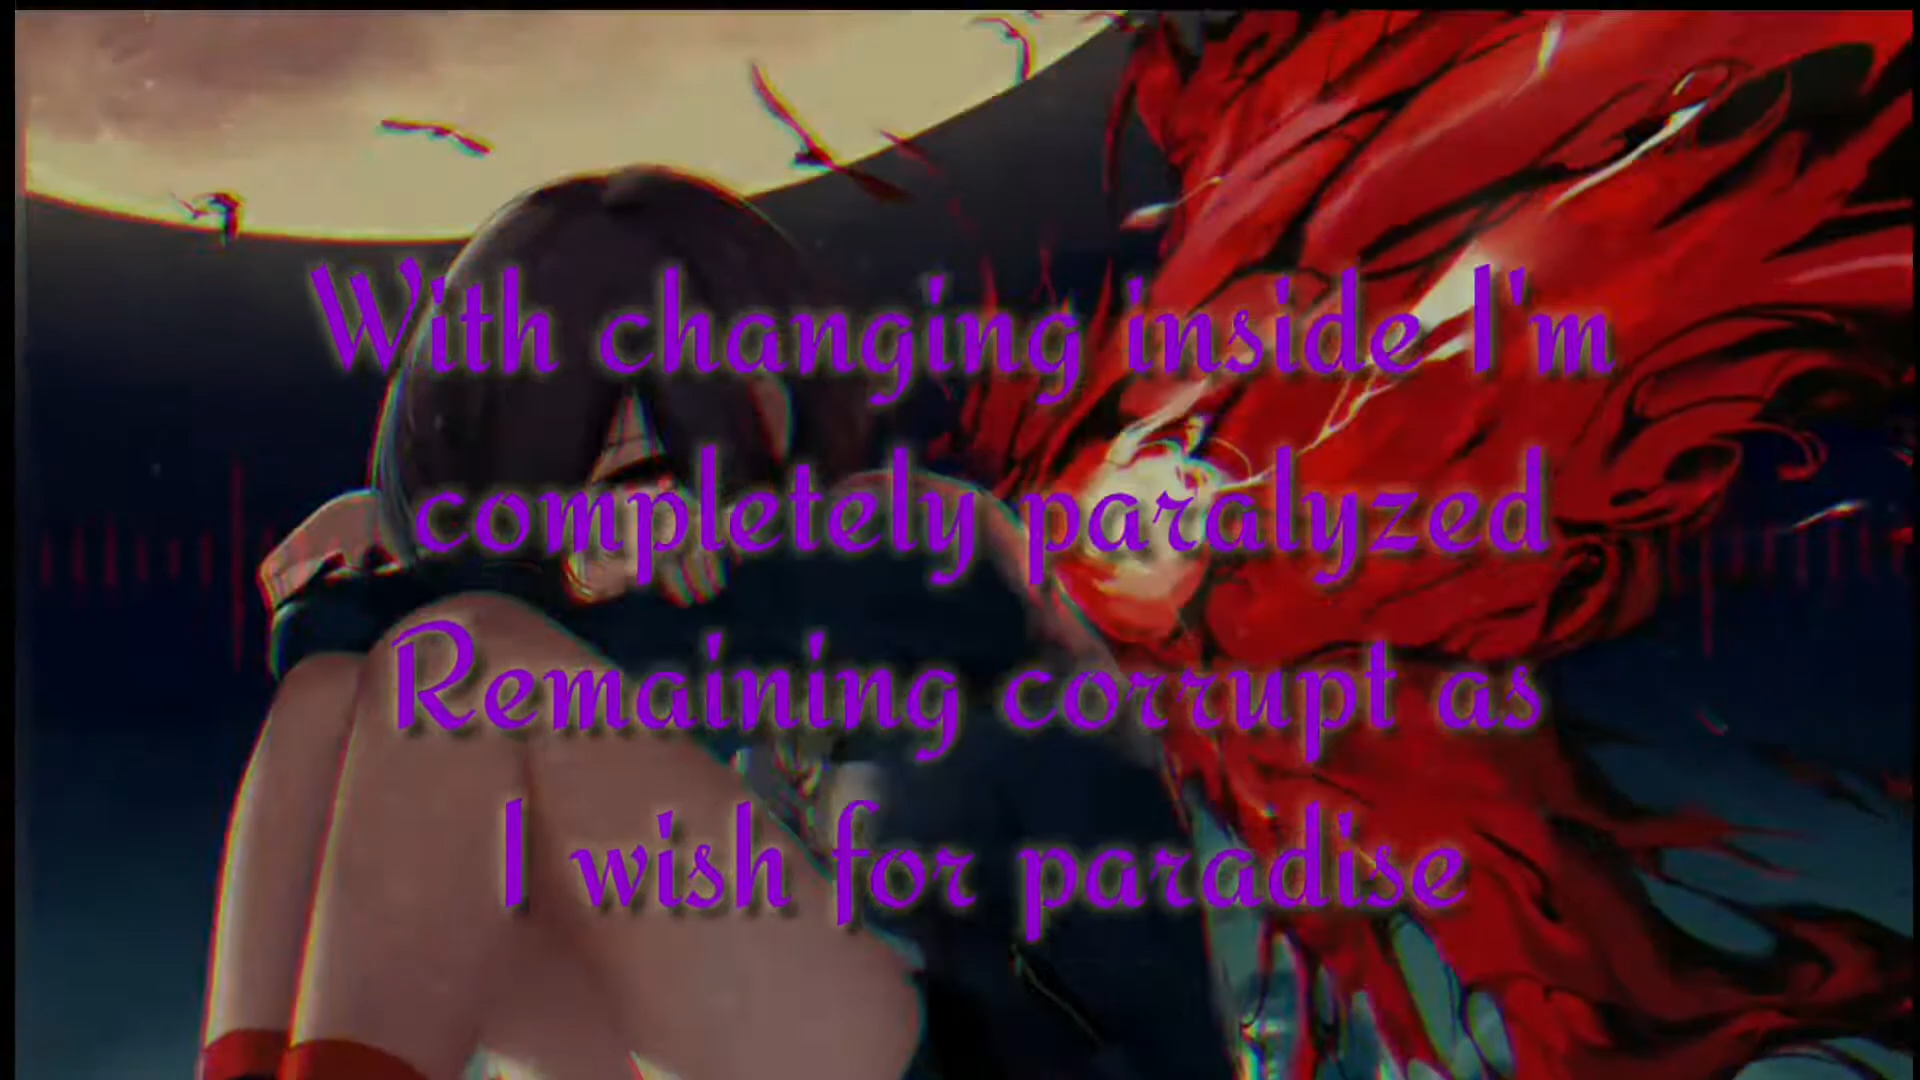 With changing inside I'm
completely paralyzed
Remaining corrupt as
I wish for paradise